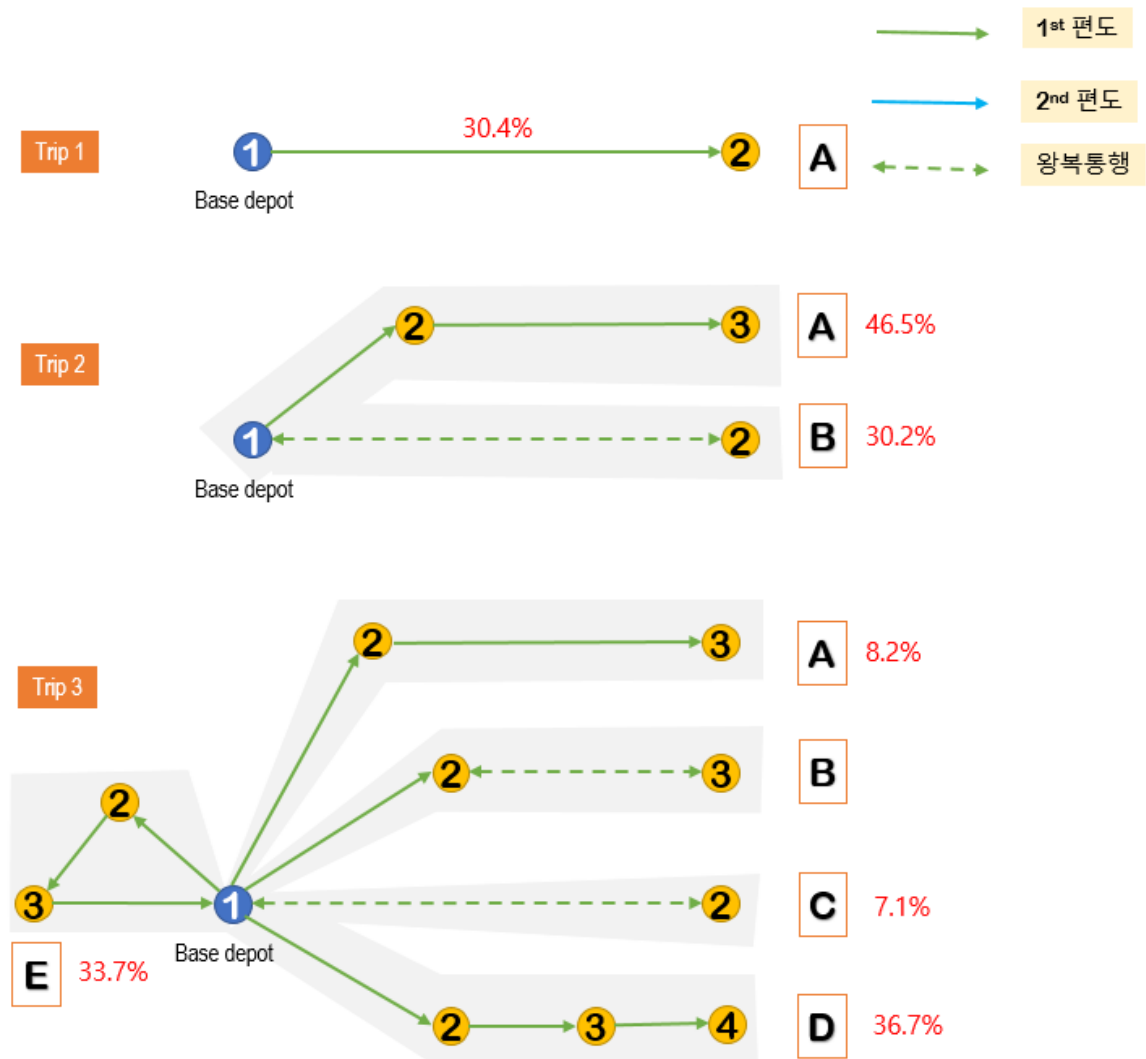 1st 편도
2nd 편도
왕복통행
Trip 1
1
30.4%
2
A
Base depot
Trip 2
2
3
A
46.5%
1
2
B
30.2%
Base depot
Trip 3
2
3
A
8.2%
2
3
B
2
3
1
2
C
7.1%
Base depot
E
33.7%
2
3
4
D
36.7%